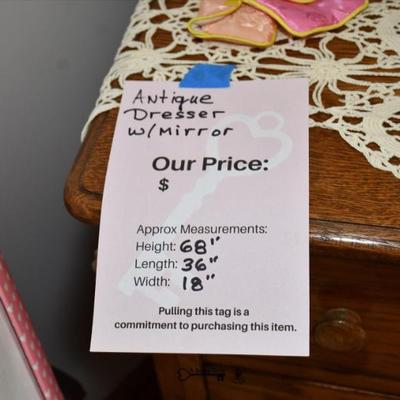 Antique
Dresser
w/Mirror
Our Price:
$
Approx Measurements:
Height: 68"
Length: 36"
Width: 18"
Pulling this tag is a
commitment to purchasing this item.